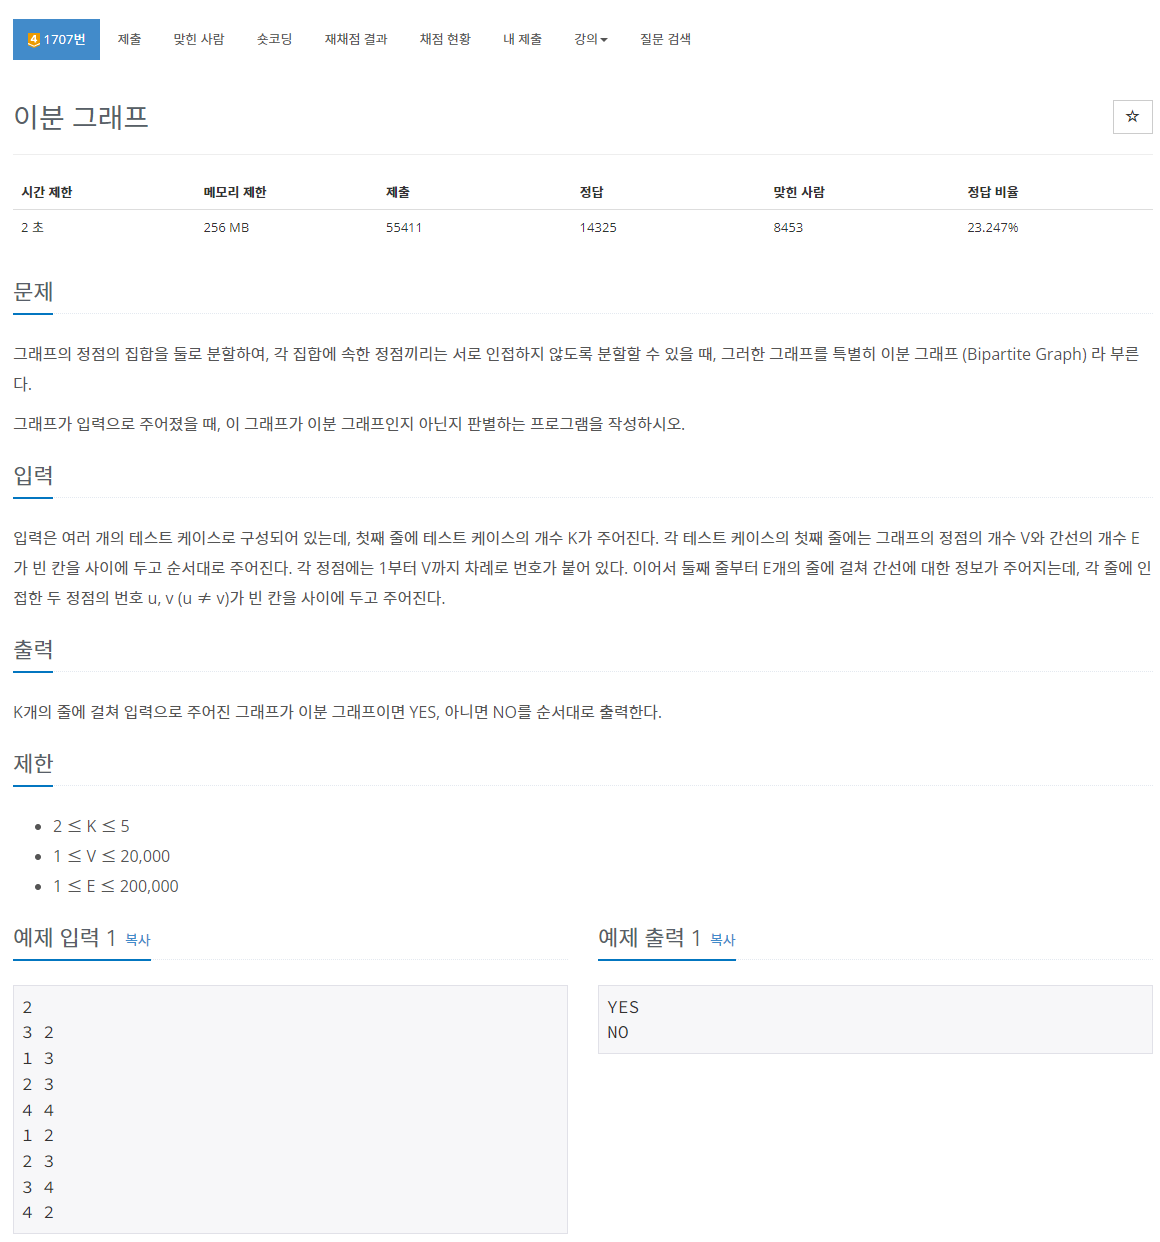 4 1707번 제출 맞힌 사람 숏코딩 재채점 결과 채점 현황 내 제출 강의 질문 검색
이분 그래프
☆
시간 제한 메모리 제한 제출 정답 맞힌 사람 정답 비율
2 초 256 MB 55411 14325 8453 23.247%
문제
그래프의 정점의 집합을 둘로 분할하여, 각 집합에 속한 정점끼리는 서로 인접하지 않도록 분할할 수 있을 때, 그러한 그래프를 특별히 이분 그래프 (Bipartite Graph) 라 부른
다.
그래프가 입력으로 주어졌을 때, 이 그래프가 이분 그래프인지 아닌지 판별하는 프로그램을 작성하시오.
입력
입력은 여러 개의 테스트 케이스로 구성되어 있는데, 첫째 줄에 테스트 케이스의 개수 K가 주어진다. 각 테스트 케이스의 첫째 줄에는 그래프의 정점의 개수 V와 간선의 개수 E
가 빈 칸을 사이에 두고 순서대로 주어진다. 각 정점에는 1부터 V까지 차례로 번호가 붙어 있다. 이어서 둘째 줄부터 E개의 줄에 걸쳐 간선에 대한 정보가 주어지는데, 각 줄에 인
접한 두 정점의 번호 u, v (u ≠ v)가 빈 칸을 사이에 두고 주어진다.
출력
K개의 줄에 걸쳐 입력으로 주어진 그래프가 이분 그래프이면 YES, 아니면 NO를 순서대로 출력한다.
제한
• 2 ≤ K ≤ 5
• 1 ≤ V ≤ 20,000
• 1 ≤ E ≤ 200,000
예제 입력 1 복사
2
3 2
1 3
2 3
4 4
1 2
2 3
3 4
4 2
예제 출력 1 복사
YES
NO